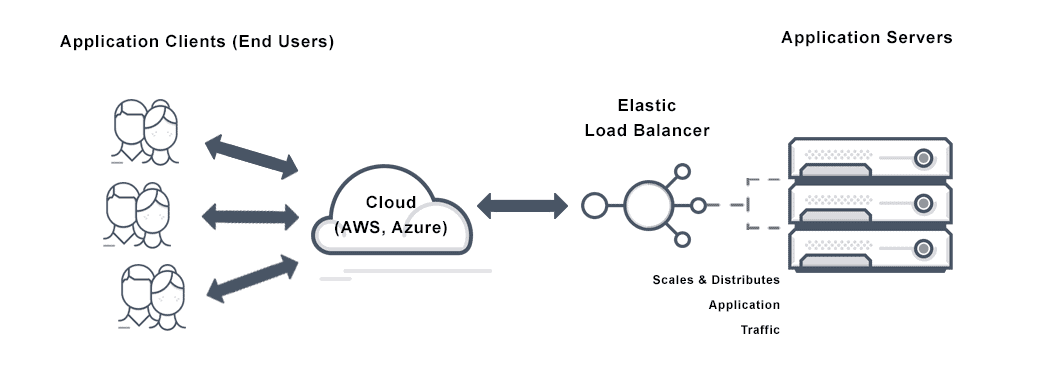 Application Clients (End Users)
Application Servers
Elastic
Load Balancer
Cloud
(AWS, Azure)
Scales & Distributes
Application
Traffic